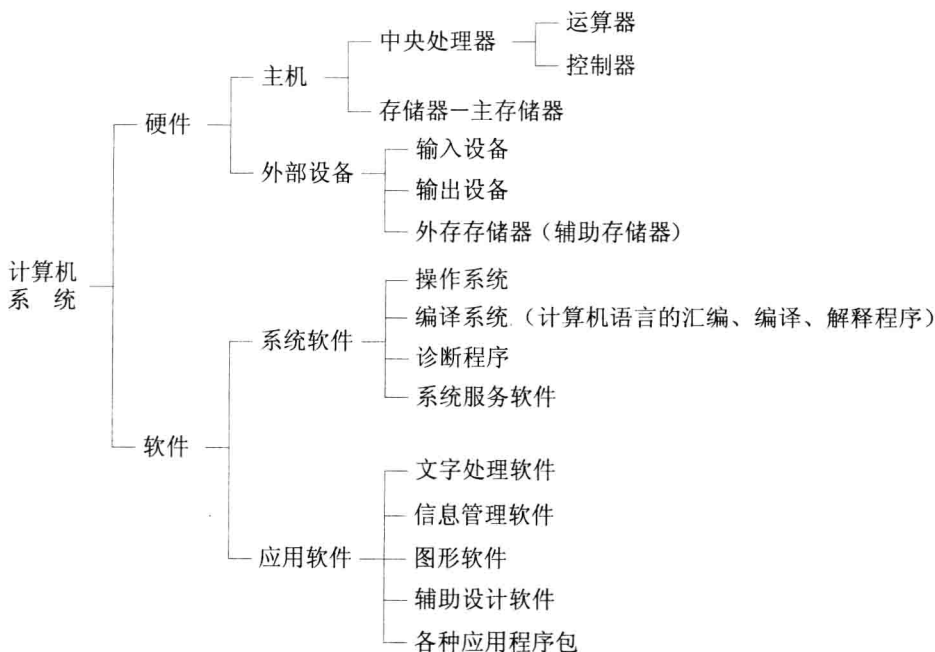 运算器
中央处理器
控制器
主机
存储器—主存储器
硬件
输入设备
外部设备
输出设备
外存存储器（辅助存储器）
计算机
系 统
操作系统
编译系统（计算机语言的汇编、编译、解释程序）
系统软件
诊断程序
系统服务软件
软件
文字处理软件
信息管理软件
应用软件
图形软件
辅助设计软件
各种应用程序包